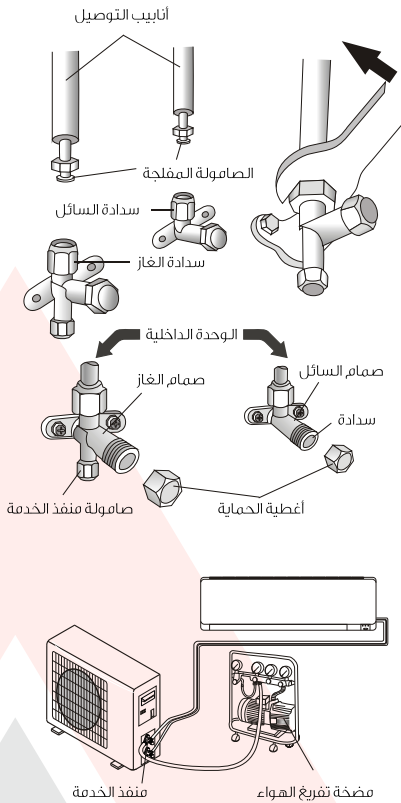 أنابيب التوصيل
الصامولة المفلجة
سدادة السائل
سدادة الغاز
الوحدة الداخلية
صمام السائل
صمام الغاز
سدادة
صامولة منفذ الخدمة
أغطية الحماية
منفذ الخدمة
مضخة تفريغ الهواء